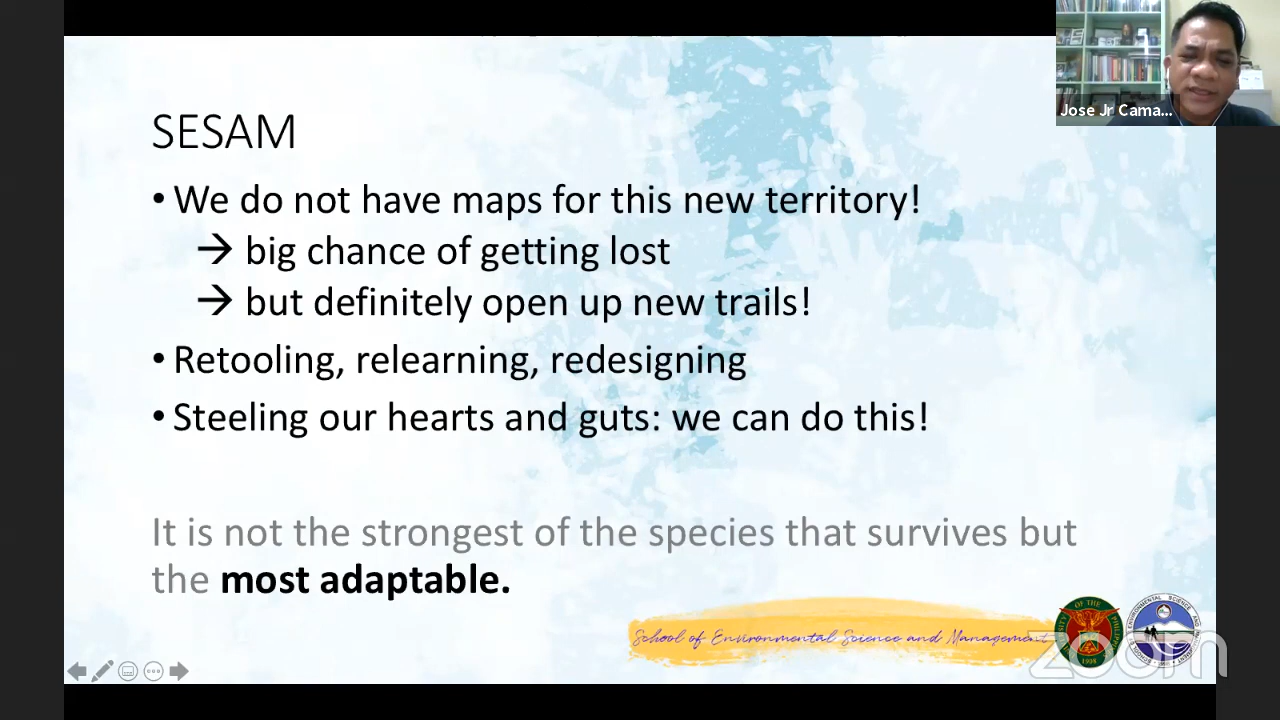 Jose Jr Cama...
SESAM
• We do not have maps for this new territory!
→ big chance of getting lost
→ but definitely open up new trails!
• Retooling, relearning, redesigning
• Steeling our hearts and guts: we can do this!
It is not the strongest of the species that survives but
the most adaptable.
School of Environmental Science and Management
zoom